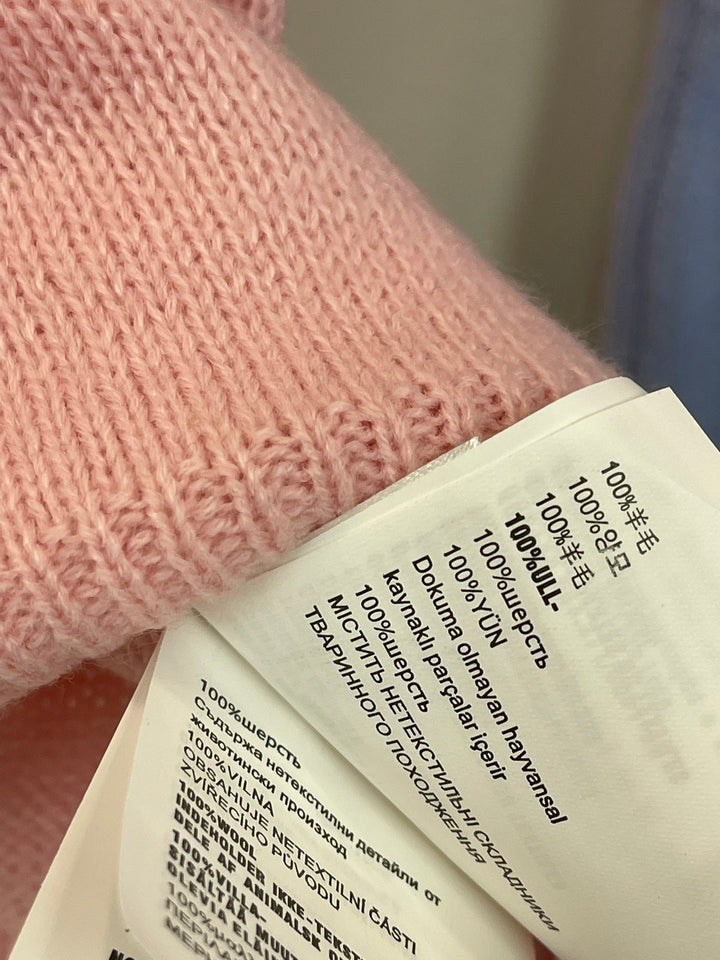 100%羊毛
100%양모
100%羊毛
100%ULL-
100%шерсть
100%YÜN
Dokuma olmayan hayvansal
kaynaklı parçalar içerir
100%шерсть
МІСТИТЬ НЕТЕКСТИЛЬНІ СКЛАДНИКИ
ТВАРИННОГО ПОХОДЖЕННЯ
100%шерсть
Съдържа нетекстилни детайли от
животински произход
100%VILNA
OBSAHUJE NETEXTILNÍ ČÁSTI
ZVÍŘECÍHO PŮVODU
100%WOOL
INDEHOLDER IKKE-TEKST
DELE AF ANIMALSK
100%VILLA-
SISÄLTÄÄ MUUT
OLEVIA